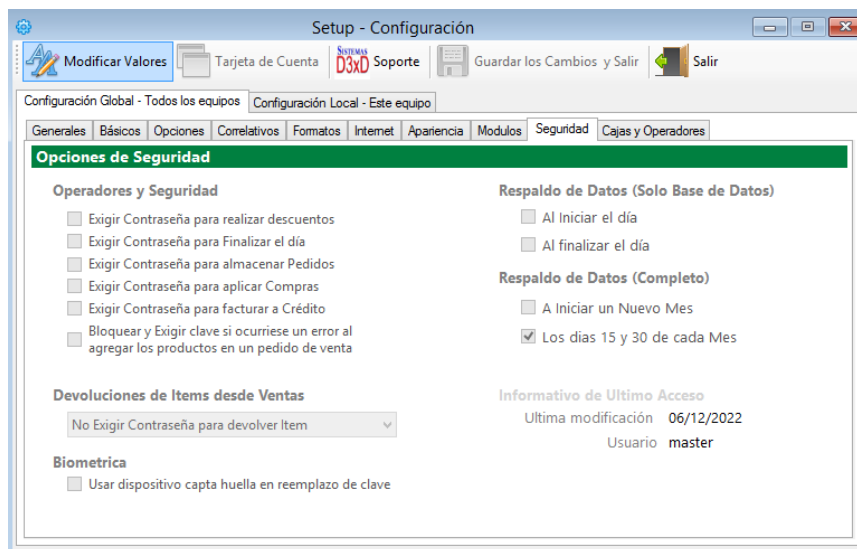 Setup - Configuración
Modificar Valores
Tarjeta de Cuenta
SISTEMAS
D3xD
Soporte
Guardar los Cambios y Salir
Salir
Configuración Global - Todos los equipos
Configuración Local - Este equipo
Generales
Básicos
Opciones
Correlativos
Formatos
Internet
Apariencia
Modulos
Seguridad
Cajas y Operadores
Opciones de Seguridad
Operadores y Seguridad
Exigir Contraseña para realizar descuentos
Exigir Contraseña para Finalizar el día
Exigir Contraseña para almacenar Pedidos
Exigir Contraseña para aplicar Compras
Exigir Contraseña para facturar a Crédito
Bloquear y Exigir clave si ocurriese un error al
agregar los productos en un pedido de venta
Devoluciones de Items desde Ventas
No Exigir Contraseña para devolver Item
Biometrica
Usar dispositivo capta huella en reemplazo de clave
Respaldo de Datos (Solo Base de Datos)
Al Iniciar el día
Al finalizar el día
Respaldo de Datos (Completo)
A Iniciar un Nuevo Mes
Los dias 15 y 30 de cada Mes
Informativo de Ultimo Acceso
Ultima modificación 06/12/2022
Usuario master